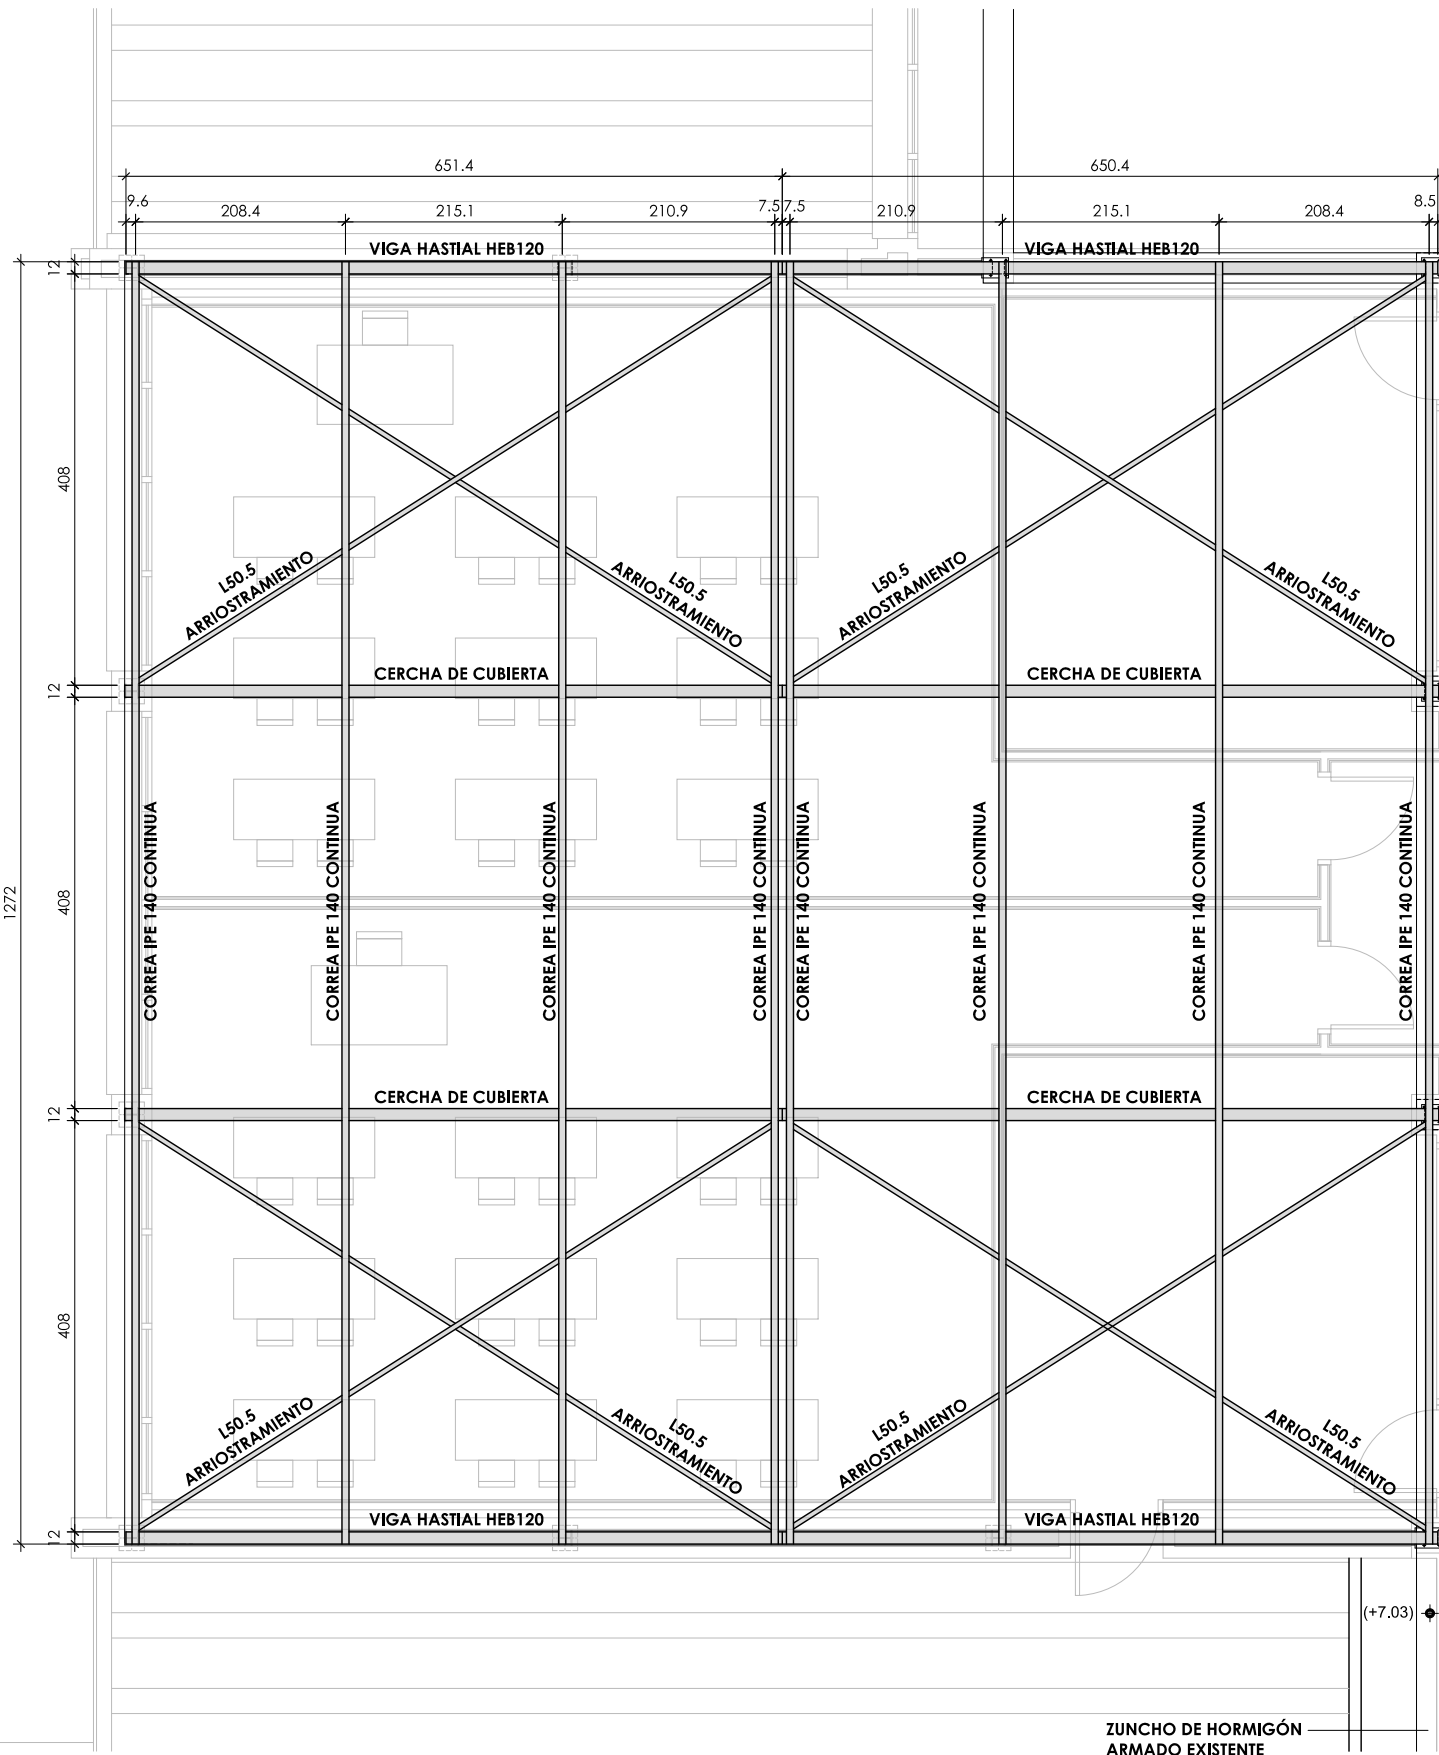 651.4
650.4
9.6
208.4
215.1
210.9
7.5
7.5
210.9
215.1
208.4
8.5
VIGA HASTIAL HEB120
VIGA HASTIAL HEB120
12
408
L50.5
ARRIOSTRAMIENTO
L50.5
ARRIOSTRAMIENTO
L50.5
ARRIOSTRAMIENTO
L50.5
ARRIOSTRAMIENTO
CERCHA DE CUBIERTA
CERCHA DE CUBIERTA
12
1272
408
CORREA IPE 140 CONTINUA
CORREA IPE 140 CONTINUA
CORREA IPE 140 CONTINUA
CORREA IPE 140 CONTINUA
CORREA IPE 140 CONTINUA
CORREA IPE 140 CONTINUA
CORREA IPE 140 CONTINUA
CORREA IPE 140 CONTINUA
CERCHA DE CUBIERTA
CERCHA DE CUBIERTA
12
408
L50.5
ARRIOSTRAMIENTO
L50.5
ARRIOSTRAMIENTO
L50.5
ARRIOSTRAMIENTO
L50.5
ARRIOSTRAMIENTO
VIGA HASTIAL HEB120
VIGA HASTIAL HEB120
12
(+7.03)
ZUNCHO DE HORMIGÓN
ARMADO EXISTENTE